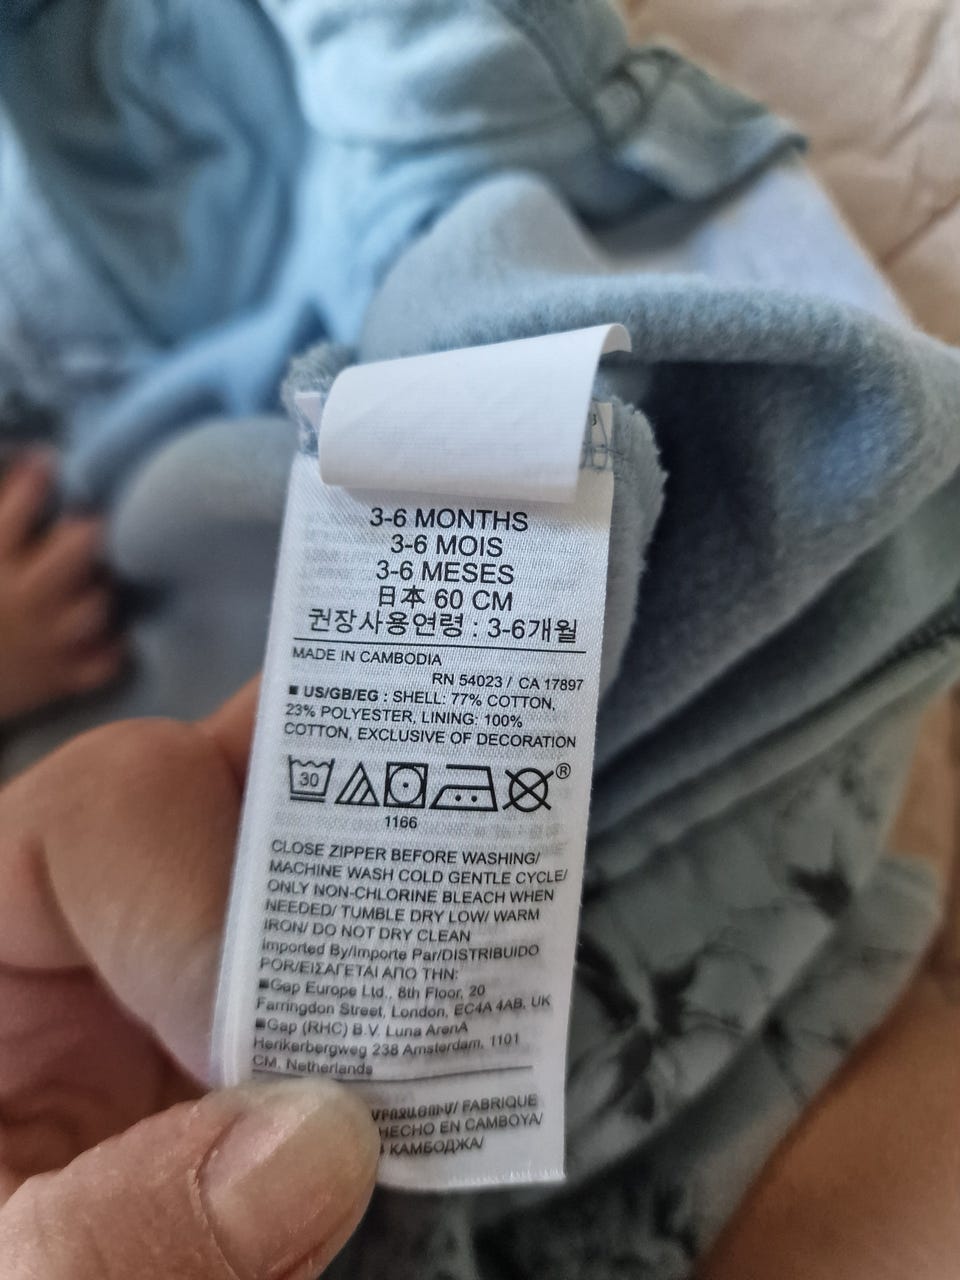 3-6 MONTHS
3-6 MOIS
3-6 MESES
日本 60 CM
권장사용연령 : 3-6개월
MADE IN CAMBODIA
RN 54023 / CA 17897
■ US/GB/EG : SHELL: 77% COTTON,
23% POLYESTER, LINING: 100%
COTTON, EXCLUSIVE OF DECORATION
30
®
1166
CLOSE ZIPPER BEFORE WASHING/
MACHINE WASH COLD GENTLE CYCLE/
ONLY NON-CHLORINE BLEACH WHEN
NEEDED/ TUMBLE DRY LOW/ WARM
IRON/ DO NOT DRY CLEAN
Imported By/Importe Par/DISTRIBUIDO
POR/ΕΙΣΑΓΕΤΑΙ ΑΠΟ ΤΗΝ:
■Gap Europe Ltd., 8th Floor, 20
Farringdon Street, London, EC4A 4AB, UK
■Gap (RHC) B.V. Luna ArenA
Herikerbergweg 238 Amsterdam, 1101
CM, Netherlands
FABRIQUE
HECHO EN CAMBOYA/
КАМБОДЖА/